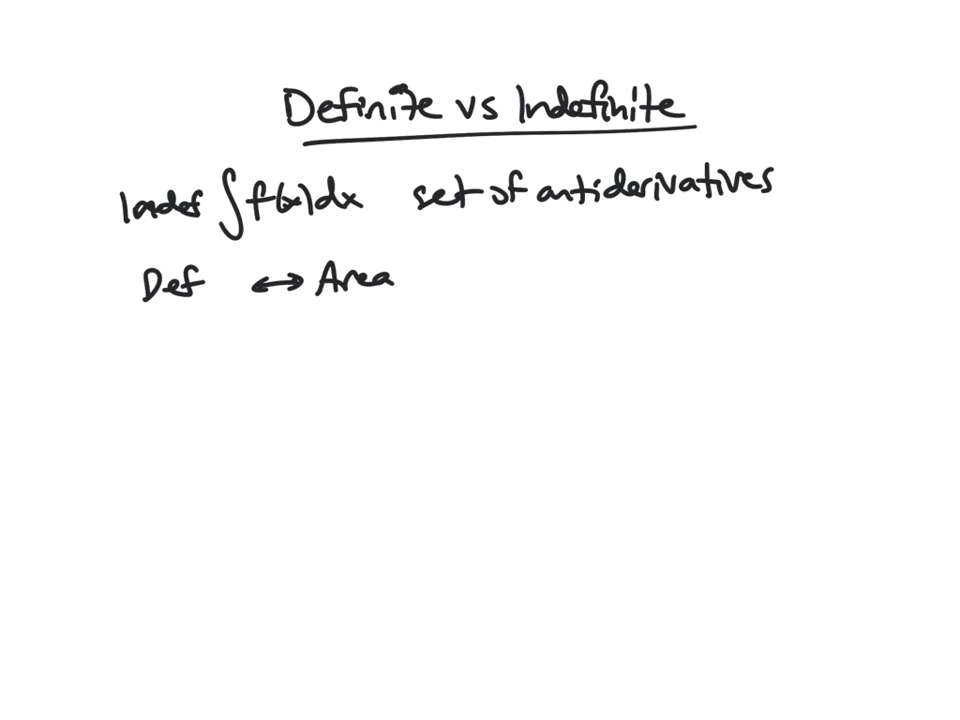 Definite vs Indefinite
Indef ∫f(x)dx set of antiderivatives
Def ↔ Area